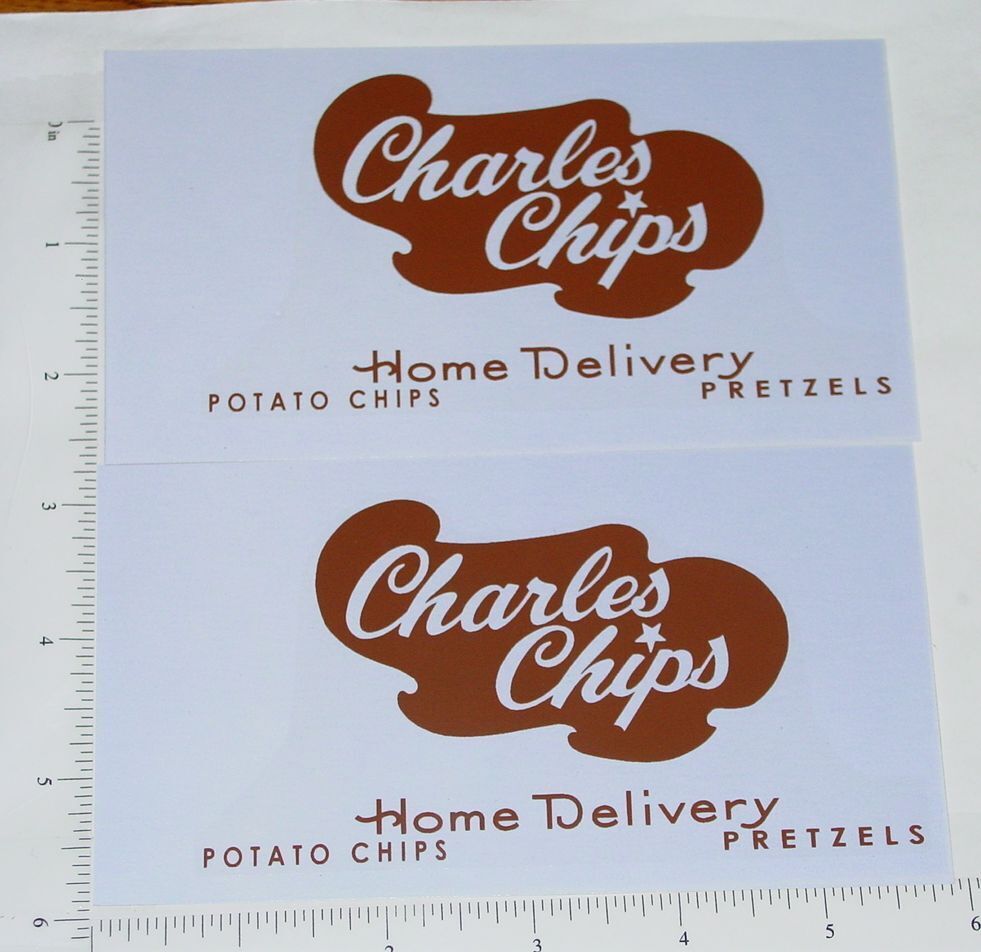 Charles
Chips
Home Delivery
POTATO CHIPS
PRETZELS
Charles
Chips
Home Delivery
POTATO CHIPS
PRETZELS
in
1
2
3
4
5
6
2
3
4
5
6